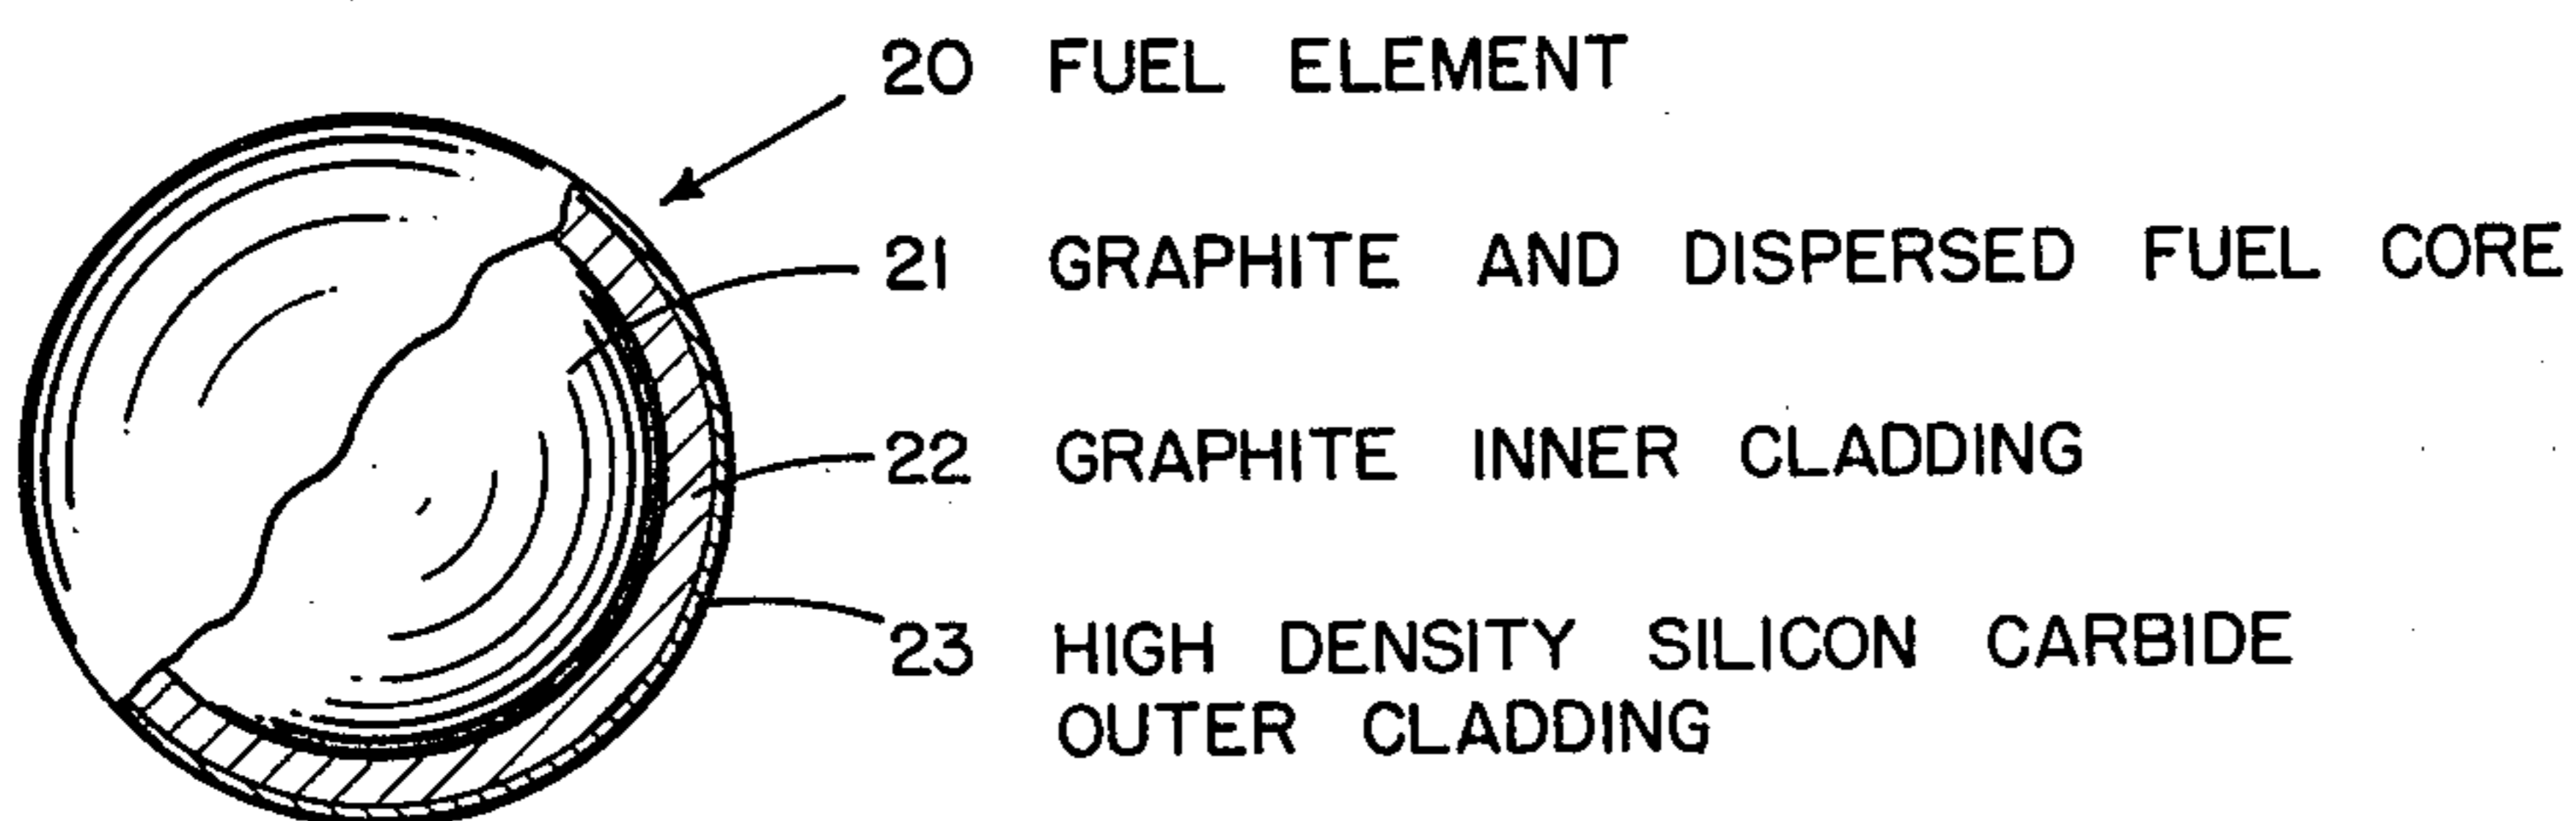 20 FUEL ELEMENT
21 GRAPHITE AND DISPERSED FUEL CORE
22 GRAPHITE INNER CLADDING
23 HIGH DENSITY SILICON CARBIDE
OUTER CLADDING